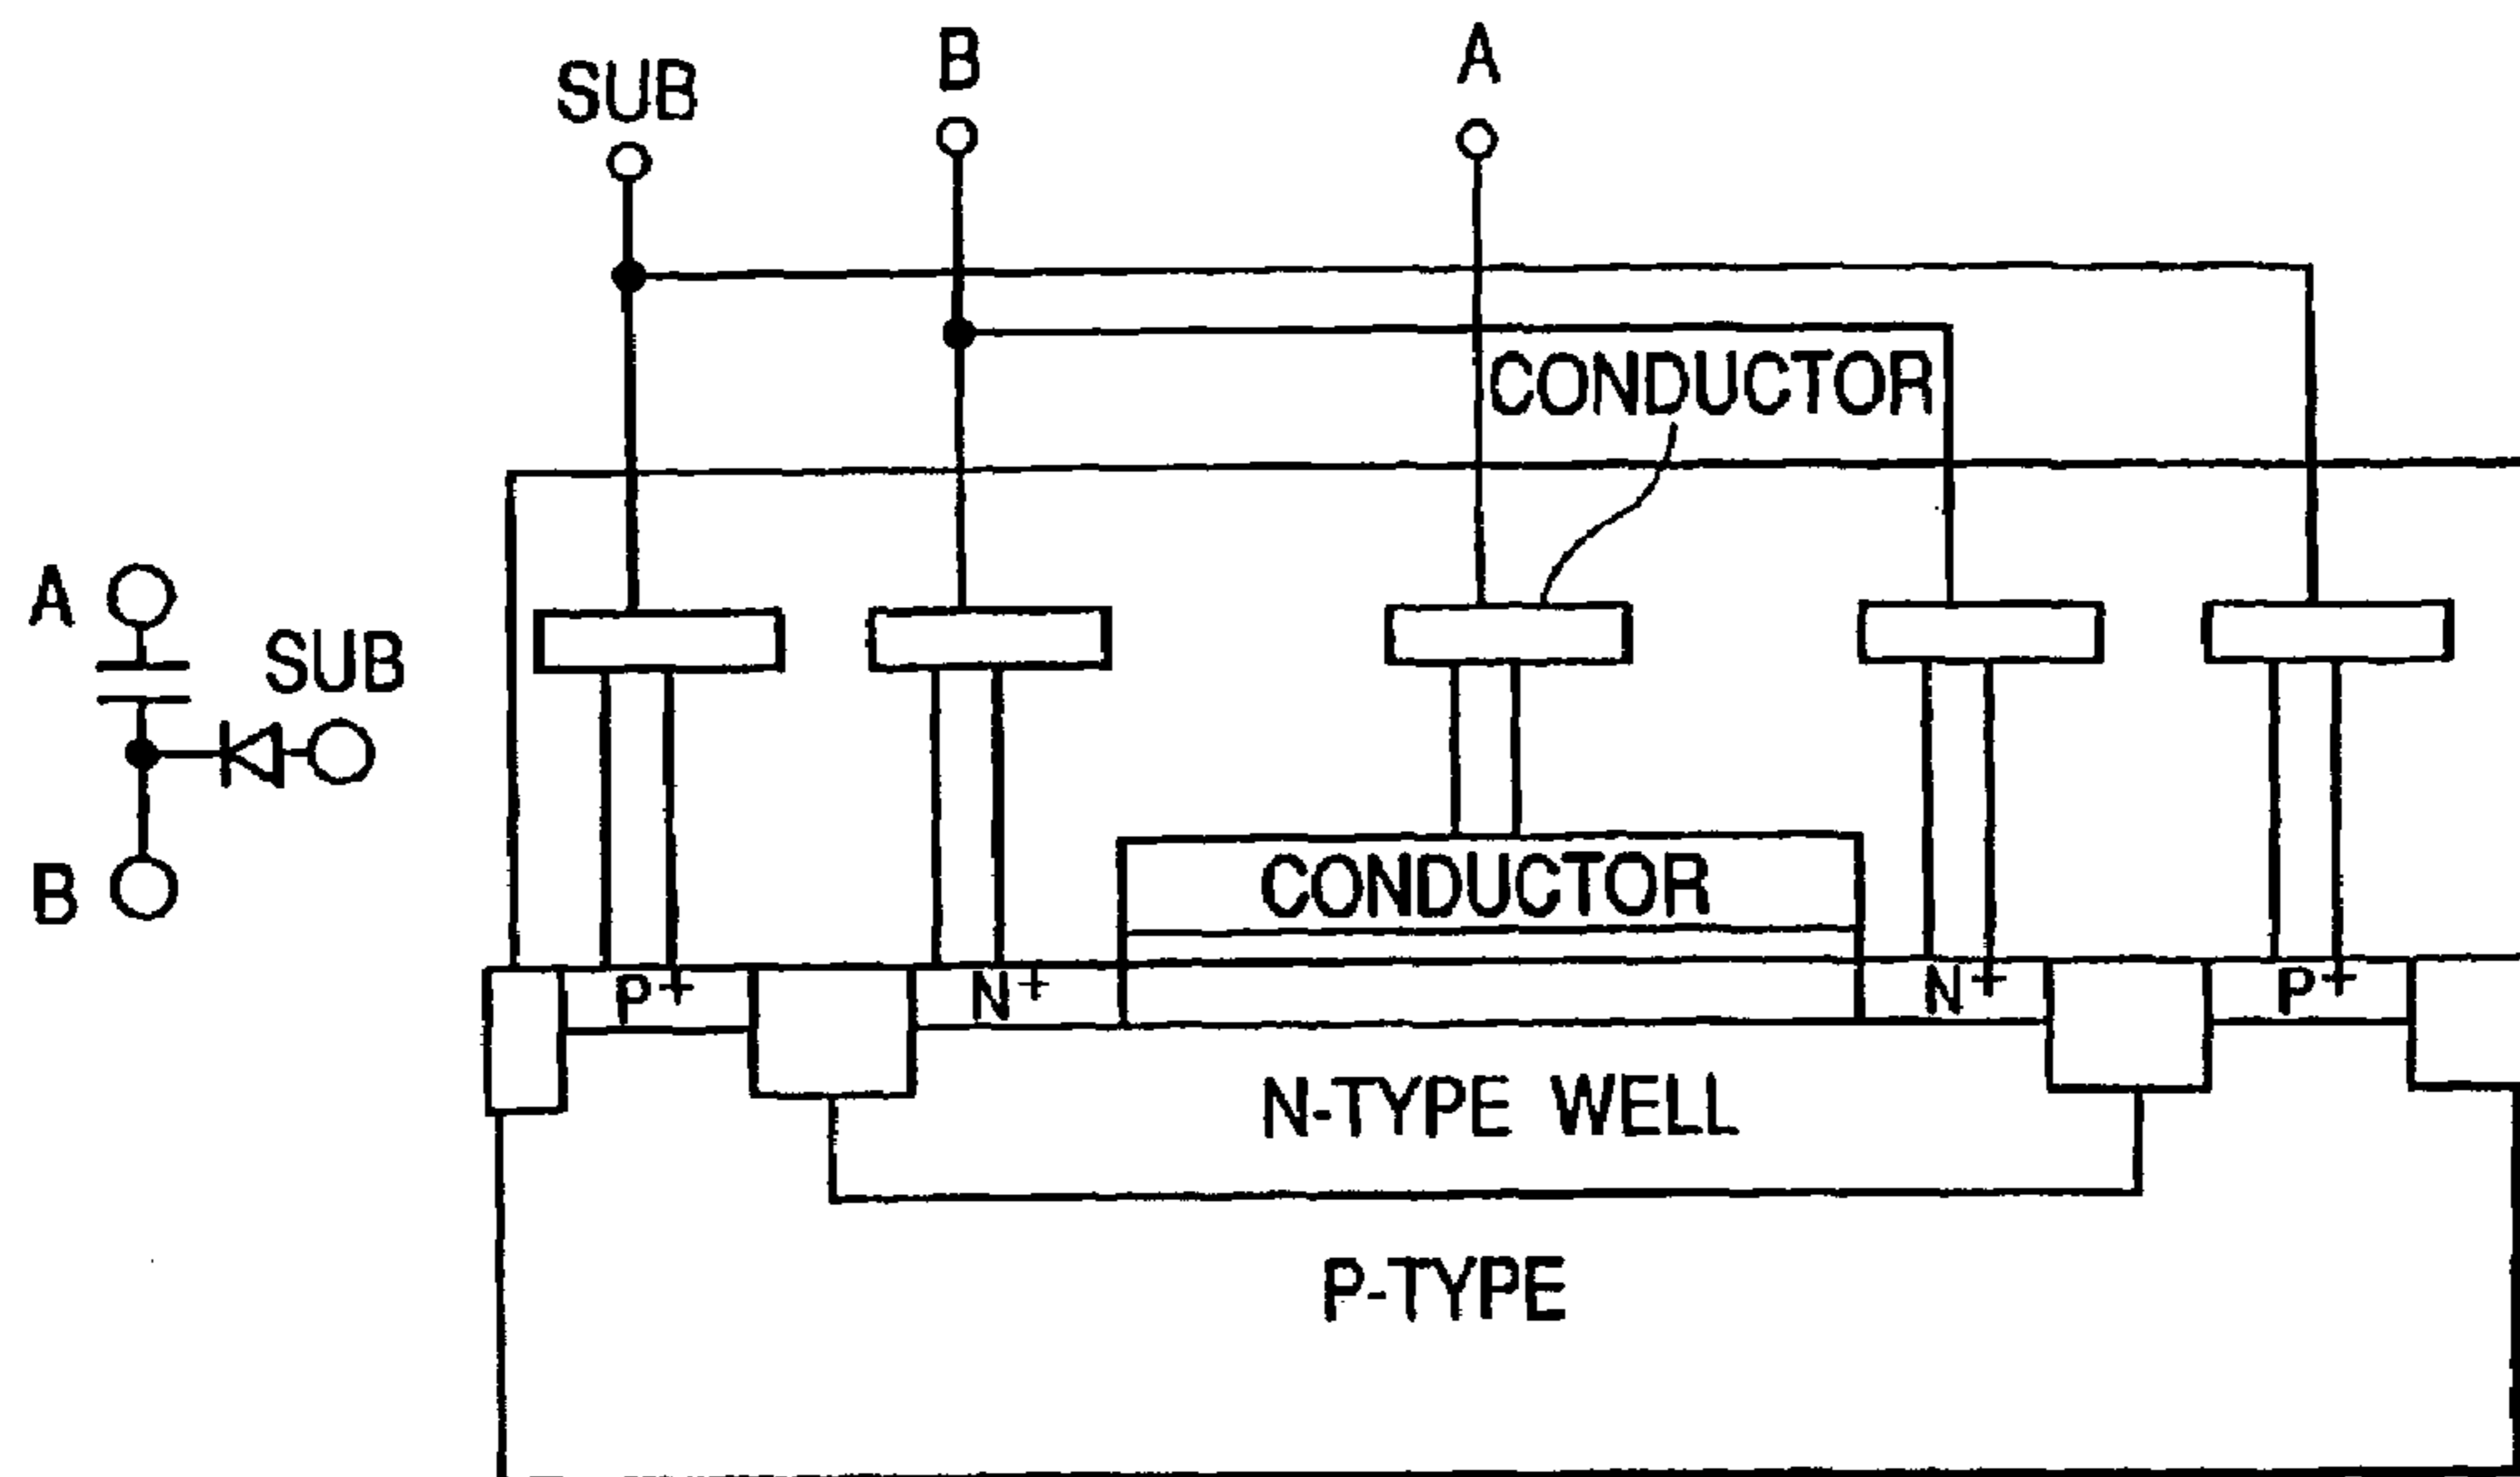 SUB
B
A
CONDUCTOR
A
SUB
B
CONDUCTOR
P+
N+
N+
P+
N-TYPE WELL
P-TYPE